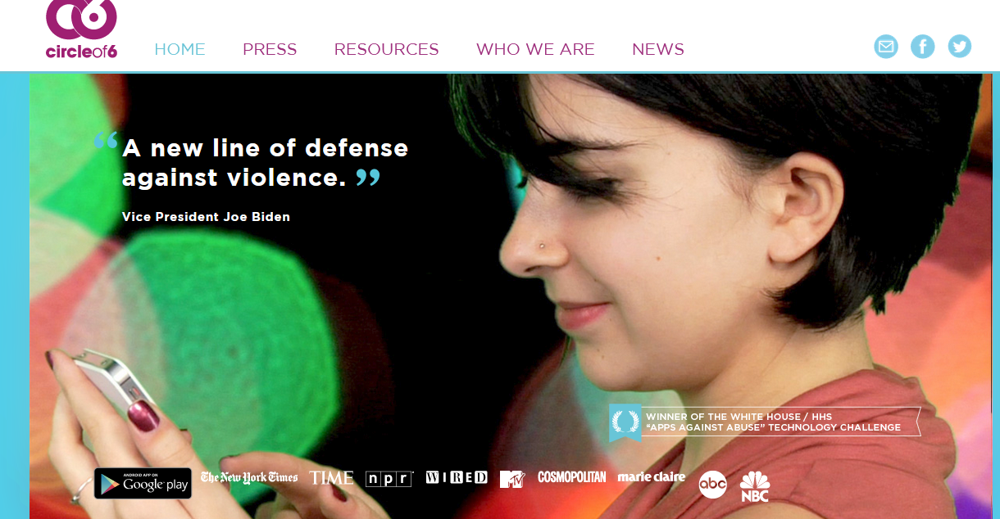 circleof6
HOME PRESS RESOURCES WHO WE ARE NEWS
f
“A new line of defense
against violence.”
Vice President Joe Biden
WINNER OF THE WHITE HOUSE / HHS
“APPS AGAINST ABUSE” TECHNOLOGY CHALLENGE
ANDROID APP ON
Google play
The New York Times
TIME
npr
WIRED
MTV
COSMOPOLITAN
marie claire
abc
NBC